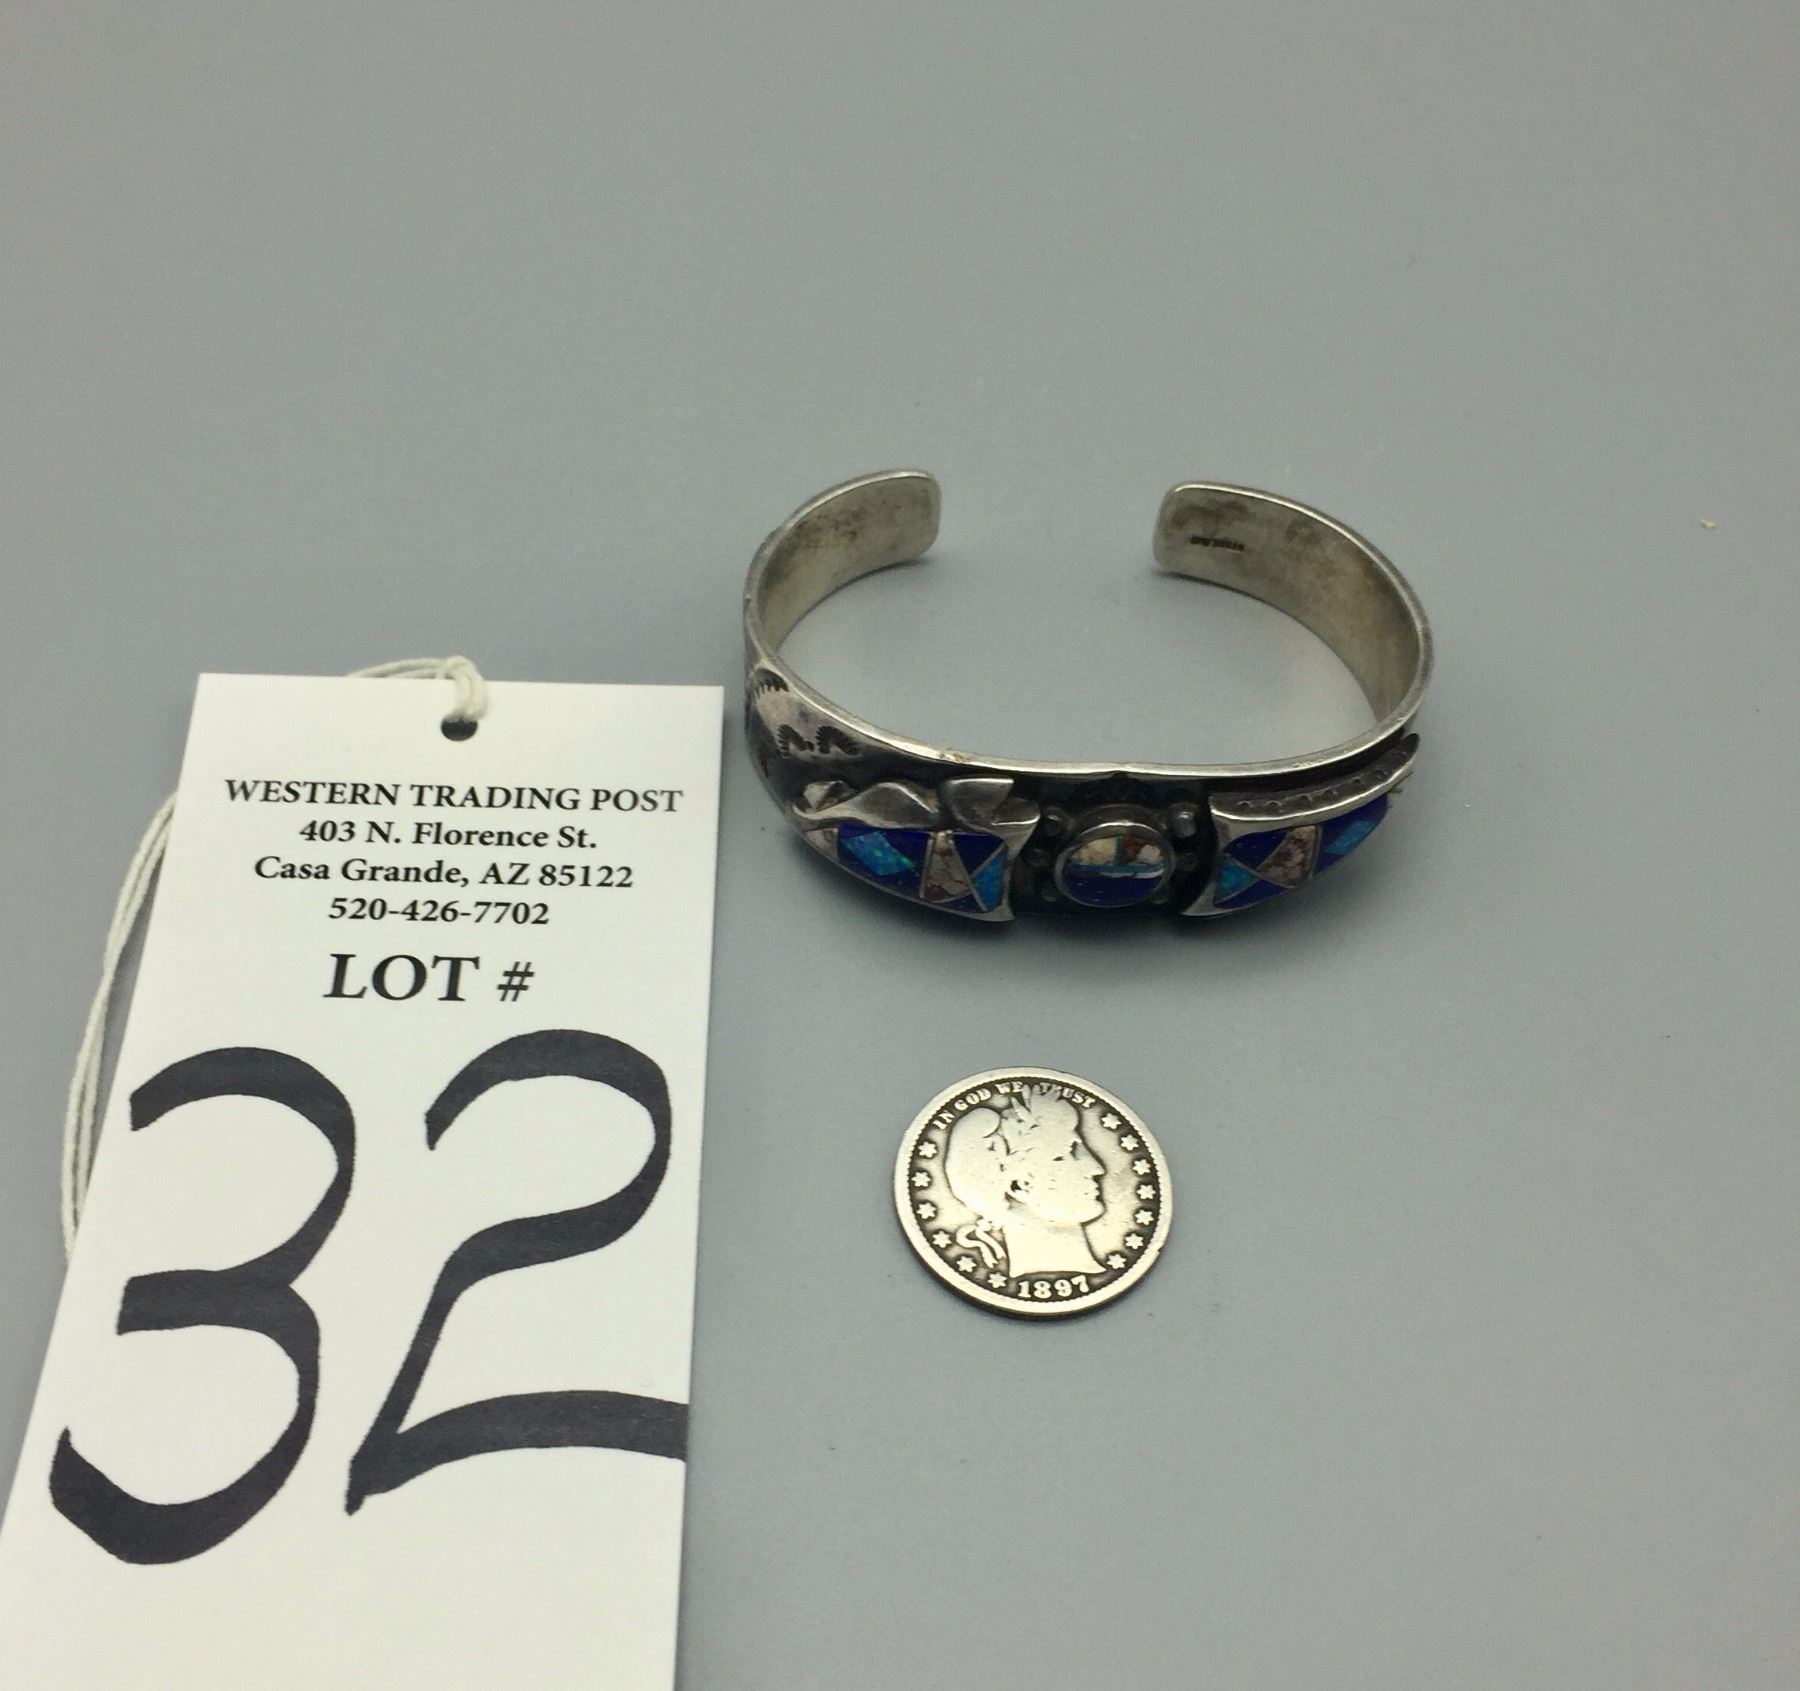 WESTERN TRADING POST
403 N. Florence St.
Casa Grande, AZ 85122
520-426-7702
LOT #
32
IN GOD WE TRUST
1897